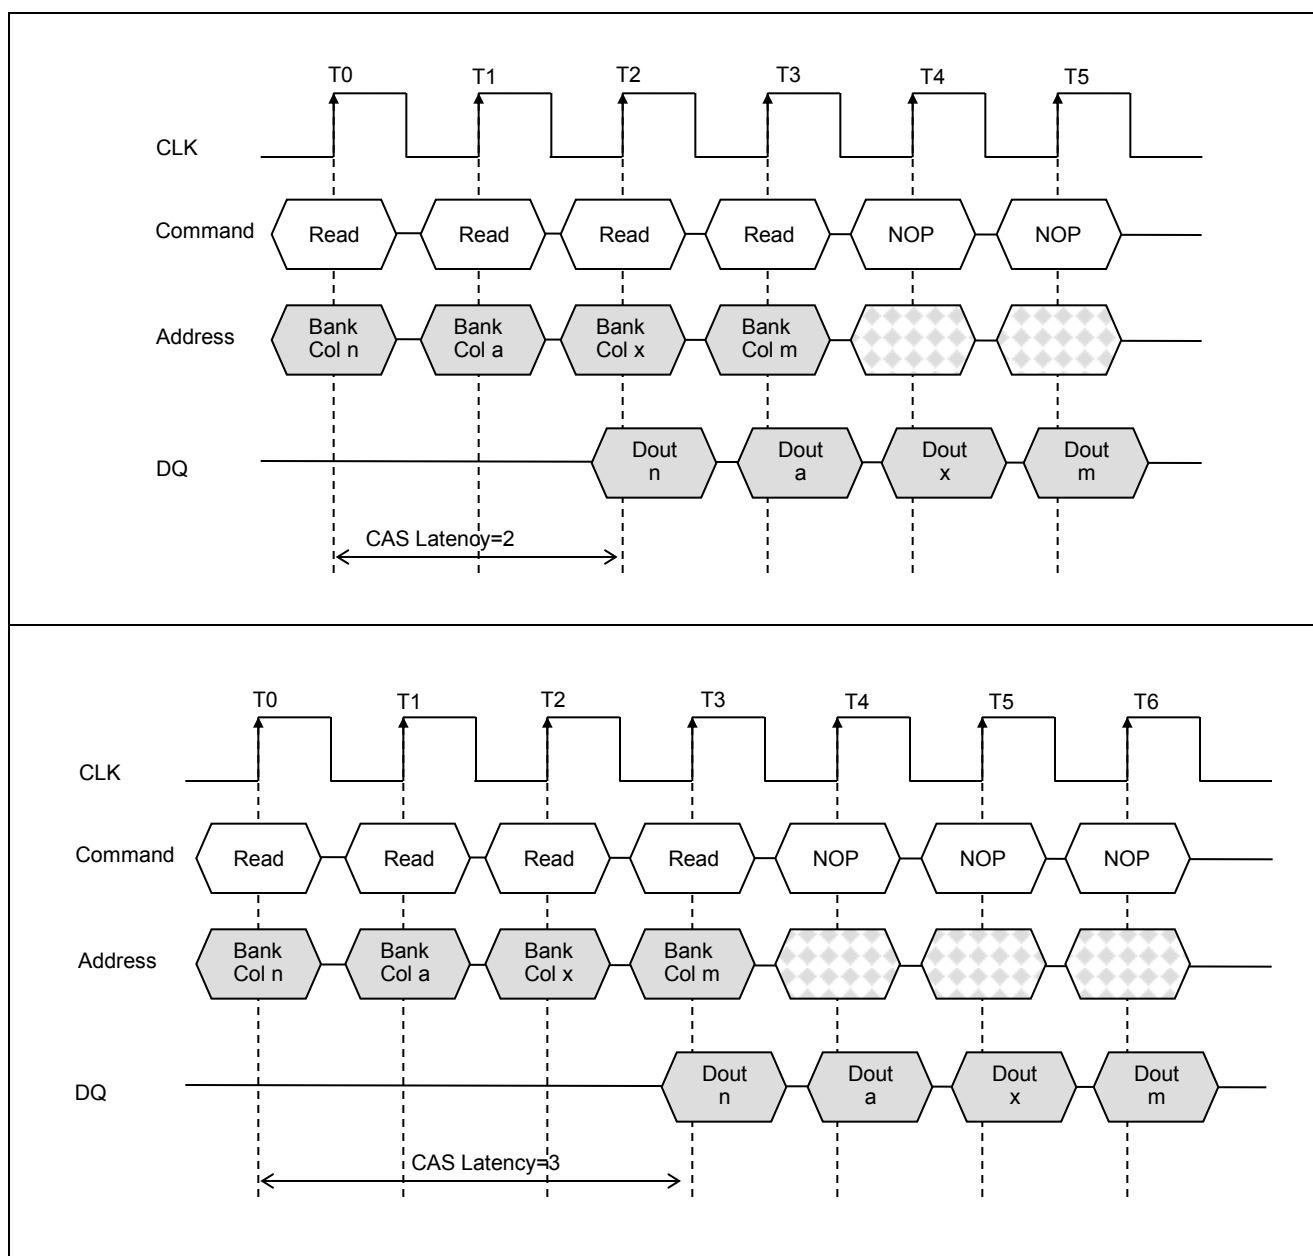 T0 T1 T2 T3 T4 T5
CLK
Command Read Read Read Read NOP NOP
Address Bank Col n Bank Col a Bank Col x Bank Col m
DQ Dout n Dout a Dout x Dout m
CAS Latency=2
T0 T1 T2 T3 T4 T5 T6
CLK
Command Read Read Read Read NOP NOP NOP
Address Bank Col n Bank Col a Bank Col x Bank Col m
DQ Dout n Dout a Dout x Dout m
CAS Latency=3